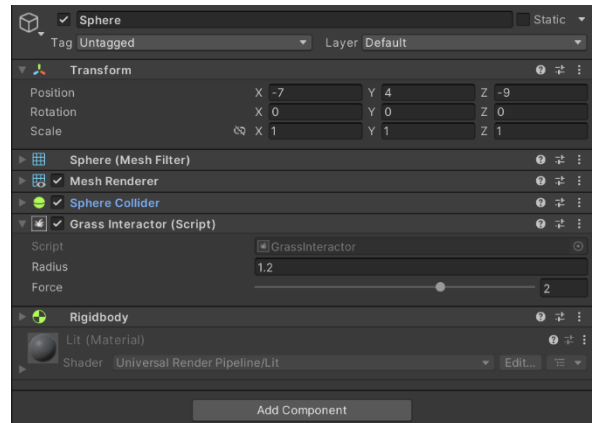 Sphere Static
Tag Untagged Layer Default
Transform
Position X -7 Y 4 Z -9
Rotation X 0 Y 0 Z 0
Scale X 1 Y 1 Z 1
Sphere (Mesh Filter)
Mesh Renderer
Sphere Collider
Grass Interactor (Script)
Script GrassInteractor
Radius 1.2
Force 2
Rigidbody
Lit (Material)
Shader Universal Render Pipeline/Lit Edit...
Add Component